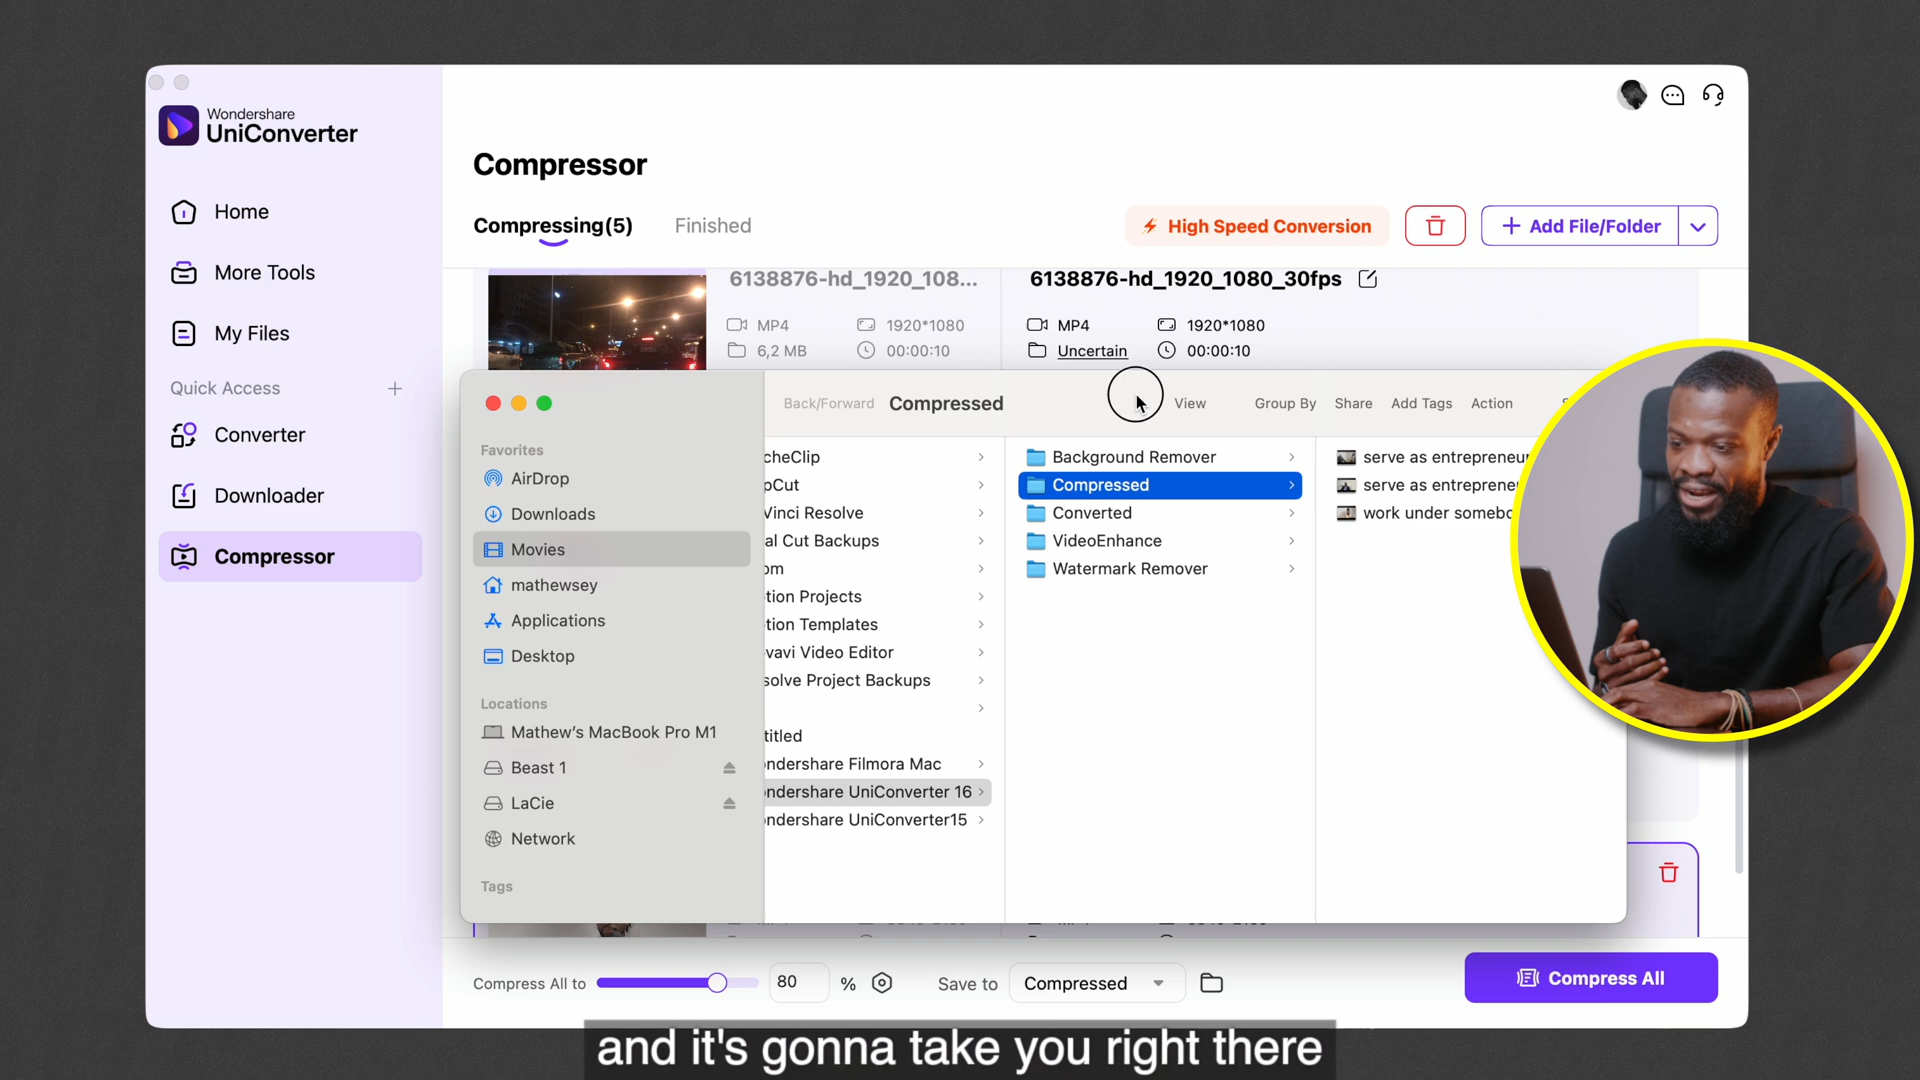 Wondershare
UniConverter
Home
More Tools
My Files
Quick Access
Converter
Downloader
Compressor
Compressor
Compressing(5)
Finished
High Speed Conversion
Add File/Folder
6138876-hd_1920_108...
MP4
1920*1080
6,2 MB
00:00:10
6138876-hd_1920_1080_30fps
MP4
1920*1080
Uncertain
00:00:10
Back/Forward
Compressed
View
Group By
Share
Add Tags
Action
Favorites
AirDrop
Downloads
Movies
mathewsey
Applications
Desktop
Locations
Mathew's MacBook Pro M1
Beast 1
LaCie
Network
Tags
cheClip
pCut
Vinci Resolve
al Cut Backups
om
tion Projects
tion Templates
vavi Video Editor
solve Project Backups
titled
ndershare Filmora Mac
ndershare UniConverter 16
ondershare UniConverter15
Background Remover
Compressed
Converted
VideoEnhance
Watermark Remover
serve as entrepreneur
serve as entreprene
work under somebo
Compress All to
80
%
Save to
Compressed
Compress All
and it's gonna take you right there